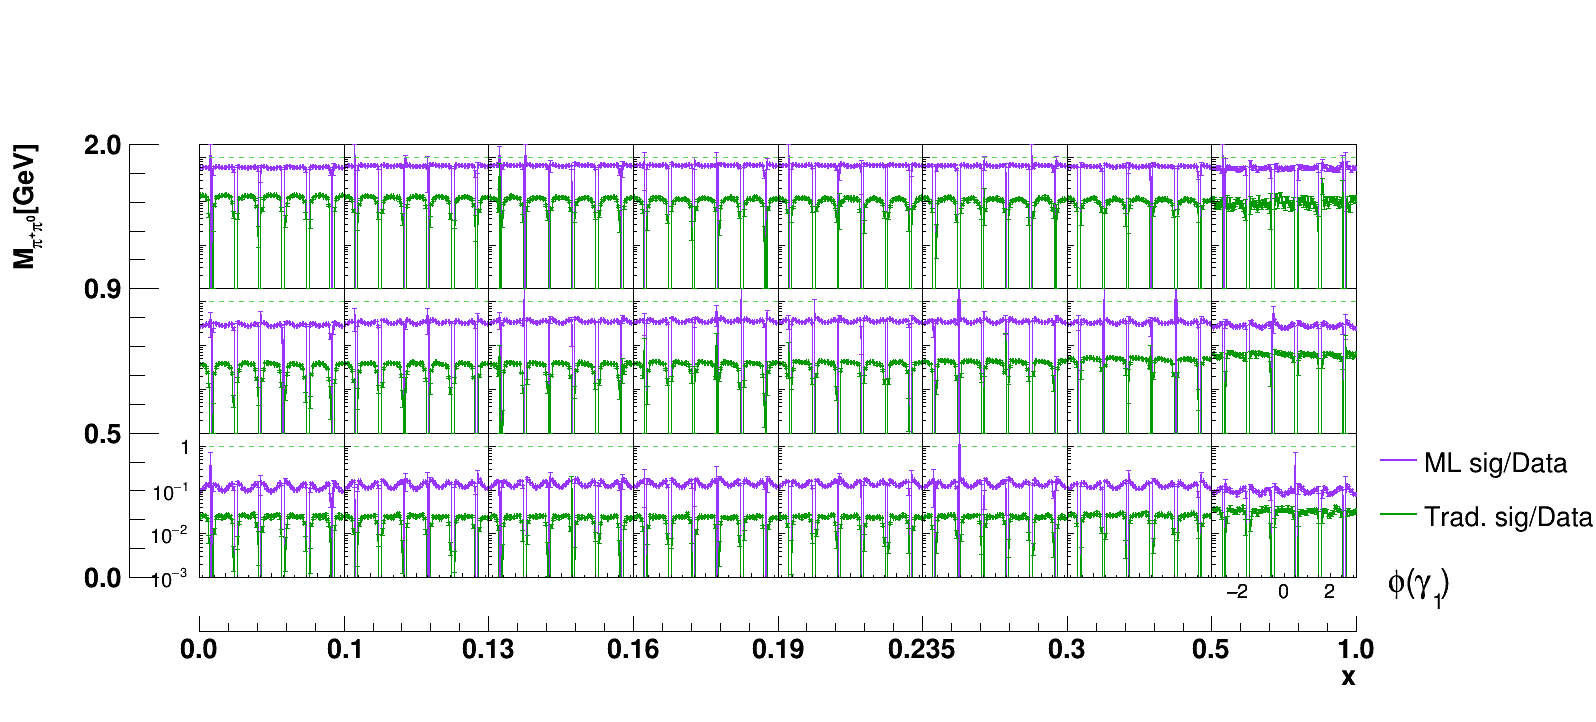 M π⁺π⁰ [GeV]
2.0
0.9
0.5
0.0
1
10⁻¹
10⁻²
10⁻³
ML sig/Data
Trad. sig/Data
−2 0 2
ϕ(γ₁)
0.0 0.1 0.13 0.16 0.19 0.235 0.3 0.5 1.0
x